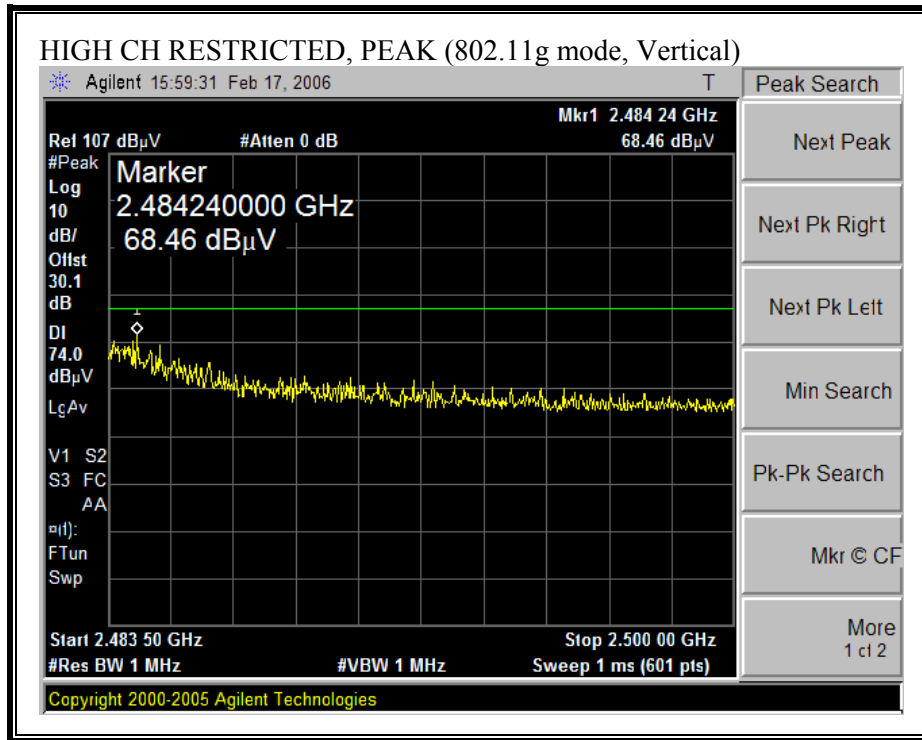 HIGH CH RESTRICTED, PEAK (802.11g mode, Vertical)
Agilent 15:59:31 Feb 17, 2006 T
Peak Search
Mkr1 2.484 24 GHz
Ref 107 dBµV #Atten 0 dB 68.46 dBµV
#Peak
Log
10
dB/
Offst
30.1
dB
DI
74.0
dBµV
LgAv
V1 S2
S3 FC
AA
¤(f):
FTun
Swp
Marker
2.484240000 GHz
68.46 dBµV
Start 2.483 50 GHz Stop 2.500 00 GHz
#Res BW 1 MHz #VBW 1 MHz Sweep 1 ms (601 pts)
Copyright 2000-2005 Agilent Technologies
Next Peak
Next Pk Right
Next Pk Left
Min Search
Pk-Pk Search
Mkr © CF
More
1 of 2